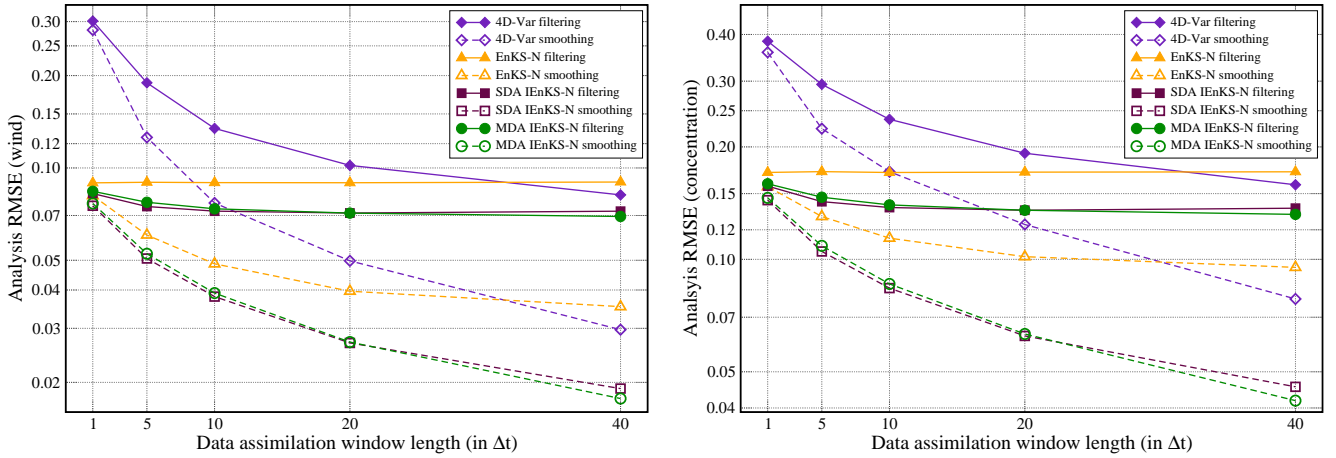 0.30
0.25
0.20
0.15
0.10
0.07
0.05
0.04
0.03
0.02
Analysis RMSE (wind)
4D-Var filtering
4D-Var smoothing
EnKS-N filtering
EnKS-N smoothing
SDA IEnKS-N filtering
SDA IEnKS-N smoothing
MDA IEnKS-N filtering
MDA IEnKS-N smoothing
1 5 10 20 40
Data assimilation window length (in Δt)
0.40
0.30
0.25
0.20
0.15
0.12
0.10
0.07
0.05
0.04
Analsysis RMSE (concentration)
4D-Var filtering
4D-Var smoothing
EnKS-N filtering
EnKS-N smoothing
SDA IEnKS-N filtering
SDA IEnKS-N smoothing
MDA IEnKS-N filtering
MDA IEnKS-N smoothing
1 5 10 20 40
Data assimilation window length (in Δt)